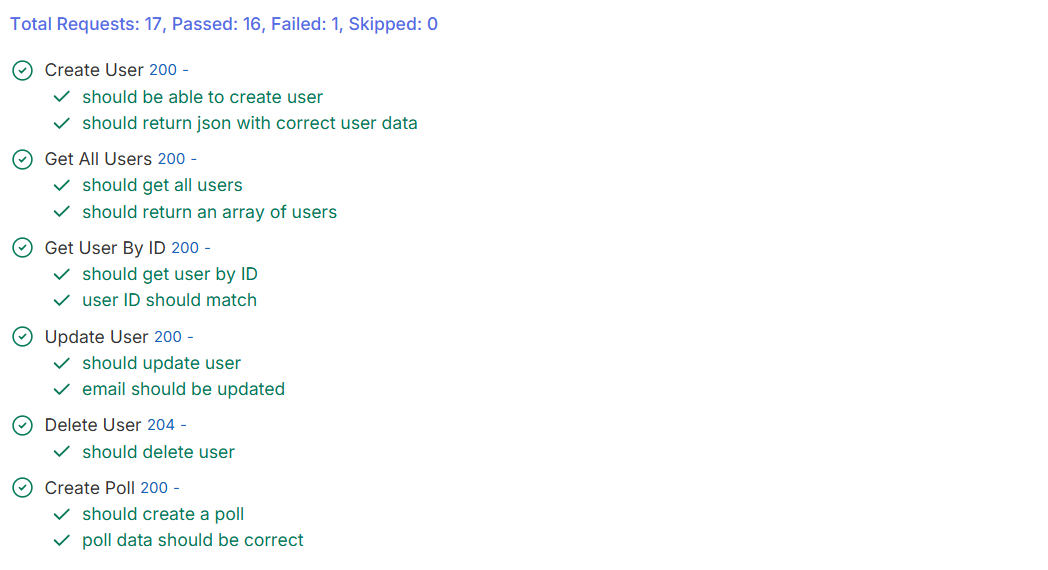 Total Requests: 17, Passed: 16, Failed: 1, Skipped: 0
Create User 200 -
should be able to create user
should return json with correct user data
Get All Users 200 -
should get all users
should return an array of users
Get User By ID 200 -
should get user by ID
user ID should match
Update User 200 -
should update user
email should be updated
Delete User 204 -
should delete user
Create Poll 200 -
should create a poll
poll data should be correct